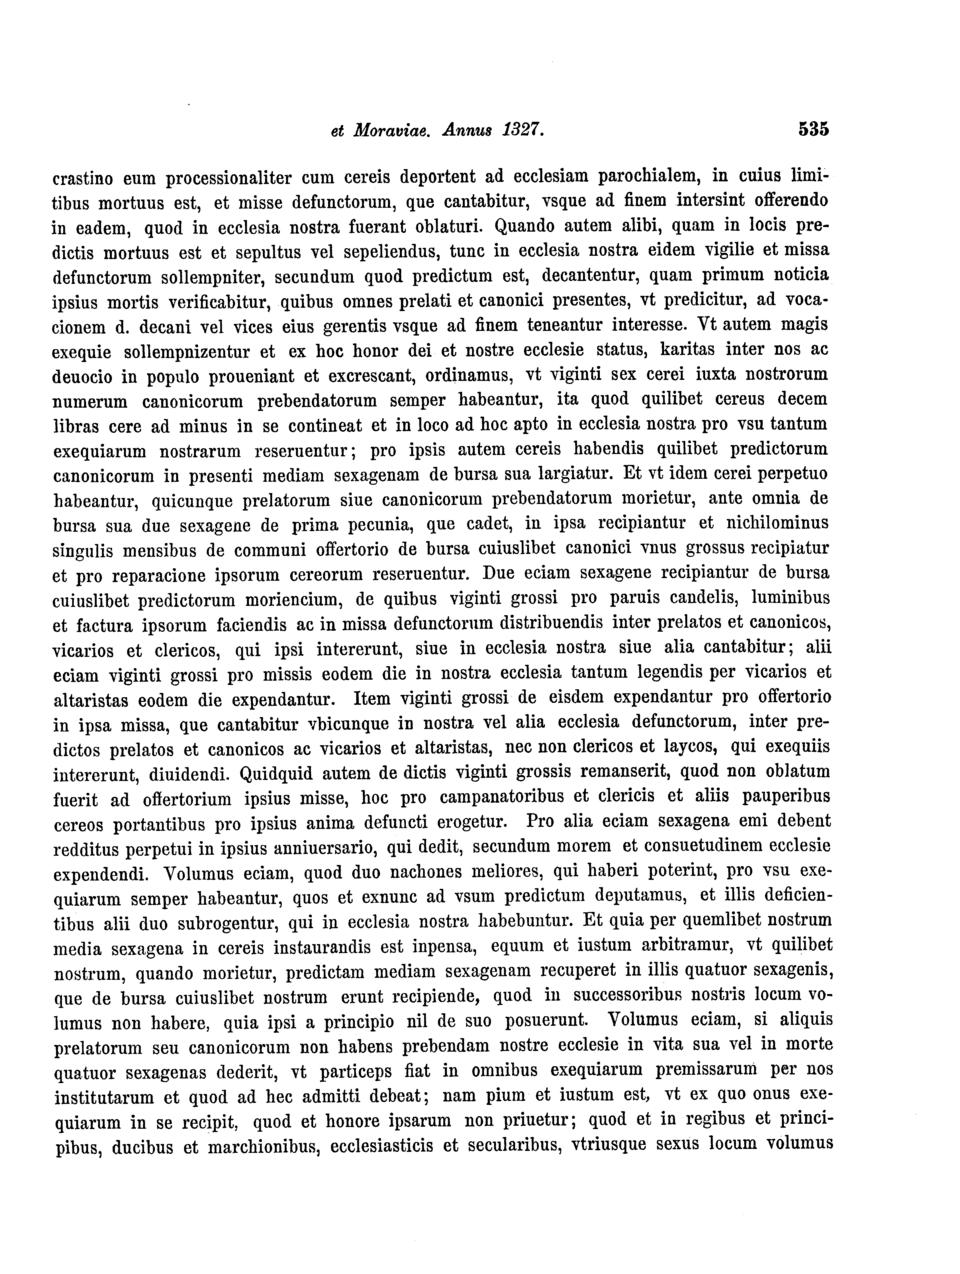 et Moraviae. Annus 1327. 535
crastino eum processionaliter cum cereis deportent ad ecclesiam parochialem, in cuius limi-
tibus mortuus est, et misse defunctorum, que cantabitur, vsque ad finem intersint offerendo
in eadem, quod in ecclesia nostra fuerant oblaturi. Quando autem alibi, quam in locis pre-
dictis mortuus est et sepultus vel sepeliendus, tunc in ecclesia nostra eidem vigilie et missa
defunctorum sollempniter, secundum quod predictum est, decantentur, quam primum noticia
ipsius mortis verificabitur, quibus omnes prelati et canonici presentes, vt predicitur, ad voca-
cionem d. decani vel vices eius gerentis vsque ad finem teneantur interesse. Vt autem magis
exequie sollempnizentur et ex hoc honor dei et nostre ecclesie status, karitas inter nos ac
deuocio in populo proueniant et excrescant, ordinamus, vt viginti sex cerei iuxta nostrorum
numerum canonicorum prebendatorum semper habeantur, ita quod quilibet cereus decem
libras cere ad minus in se contineat et in loco ad hoc apto in ecclesia nostra pro vsu tantum
exequiarum nostrarum reseruentur; pro ipsis autem cereis habendis quilibet predictorum
canonicorum in presenti mediam sexagenam de bursa sua largiatur. Et vt idem cerei perpetuo
habeantur, quicunque prelatorum siue canonicorum prebendatorum morietur, ante omnia de
bursa sua due sexagene de prima pecunia, que cadet, in ipsa recipiantur et nichilominus
singulis mensibus de communi offertorio de bursa cuiuslibet canonici vnus grossus recipiatur
et pro reparacione ipsorum cereorum reseruentur. Due eciam sexagene recipiantur de bursa
cuiuslibet predictorum moriencium, de quibus viginti grossi pro paruis candelis, luminibus
et factura ipsorum faciendis ac in missa defunctorum distribuendis inter prelatos et canonicos,
vicarios et clericos, qui ipsi intererunt, siue in ecclesia nostra siue alia cantabitur; alii
eciam viginti grossi pro missis eodem die in nostra ecclesia tantum legendis per vicarios et
altaristas eodem die expendantur. Item viginti grossi de eisdem expendantur pro offertorio
in ipsa missa, que cantabitur vbicunque in nostra vel alia ecclesia defunctorum, inter pre-
dictos prelatos et canonicos ac vicarios et altaristas, nec non clericos et laycos, qui exequiis
intererunt, diuidendi. Quidquid autem de dictis viginti grossis remanserit, quod non oblatum
fuerit ad offertorium ipsius misse, hoc pro campanatoribus et clericis et aliis pauperibus
cereos portantibus pro ipsius anima defuncti erogetur. Pro alia eciam sexagena emi debent
redditus perpetui in ipsius anniuersario, qui dedit, secundum morem et consuetudinem ecclesie
expendendi. Volumus eciam, quod duo nachones meliores, qui haberi poterint, pro vsu exe-
quiarum semper habeantur, quos et exnunc ad vsum predictum deputamus, et illis deficien-
tibus alii duo subrogentur, qui in ecclesia nostra habebuntur. Et quia per quemlibet nostrum
media sexagena in cereis instaurandis est inpensa, equum et iustum arbitramur, vt quilibet
nostrum, quando morietur, predictam mediam sexagenam recuperet in illis quatuor sexagenis,
que de bursa cuiuslibet nostrum erunt recipiende, quod in successoribus nostris locum vo-
lumus non habere, quia ipsi a principio nil de suo posuerunt. Volumus eciam, si aliquis
prelatorum seu canonicorum non habens prebendam nostre ecclesie in vita sua vel in morte
quatuor sexagenas dederit, vt particeps fiat in omnibus exequiarum premissarum per nos
institutarum et quod ad hec admitti debeat; nam pium et iustum est, vt ex quo onus exe-
quiarum in se recipit, quod et honore ipsarum non priuetur; quod et in regibus et princi-
pibus, ducibus et marchionibus, ecclesiasticis et secularibus, vtriusque sexus locum volumus